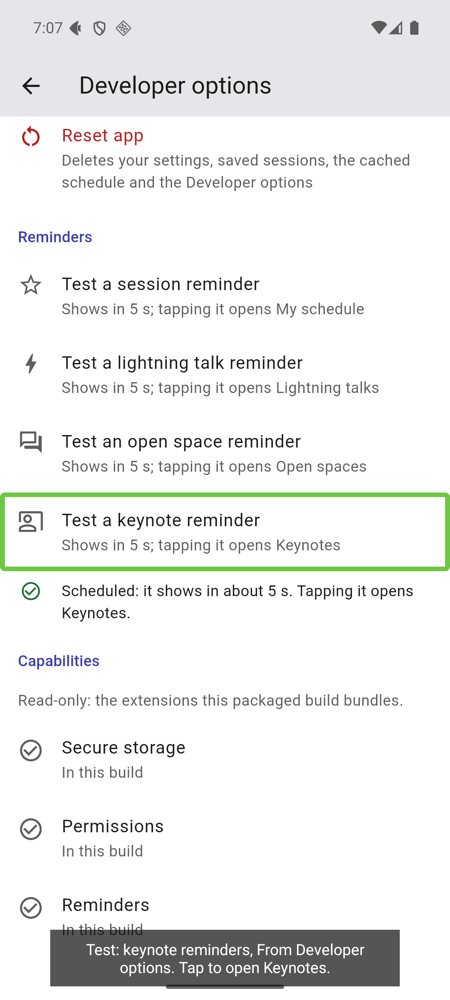 7:07
Developer options
Reset app
Deletes your settings, saved sessions, the cached
schedule and the Developer options
Reminders
Test a session reminder
Shows in 5 s; tapping it opens My schedule
Test a lightning talk reminder
Shows in 5 s; tapping it opens Lightning talks
Test an open space reminder
Shows in 5 s; tapping it opens Open spaces
Test a keynote reminder
Shows in 5 s; tapping it opens Keynotes
Scheduled: it shows in about 5 s. Tapping it opens
Keynotes.
Capabilities
Read-only: the extensions this packaged build bundles.
Secure storage
In this build
Permissions
In this build
Reminders
In this build
Test: keynote reminders, From Developer
options. Tap to open Keynotes.